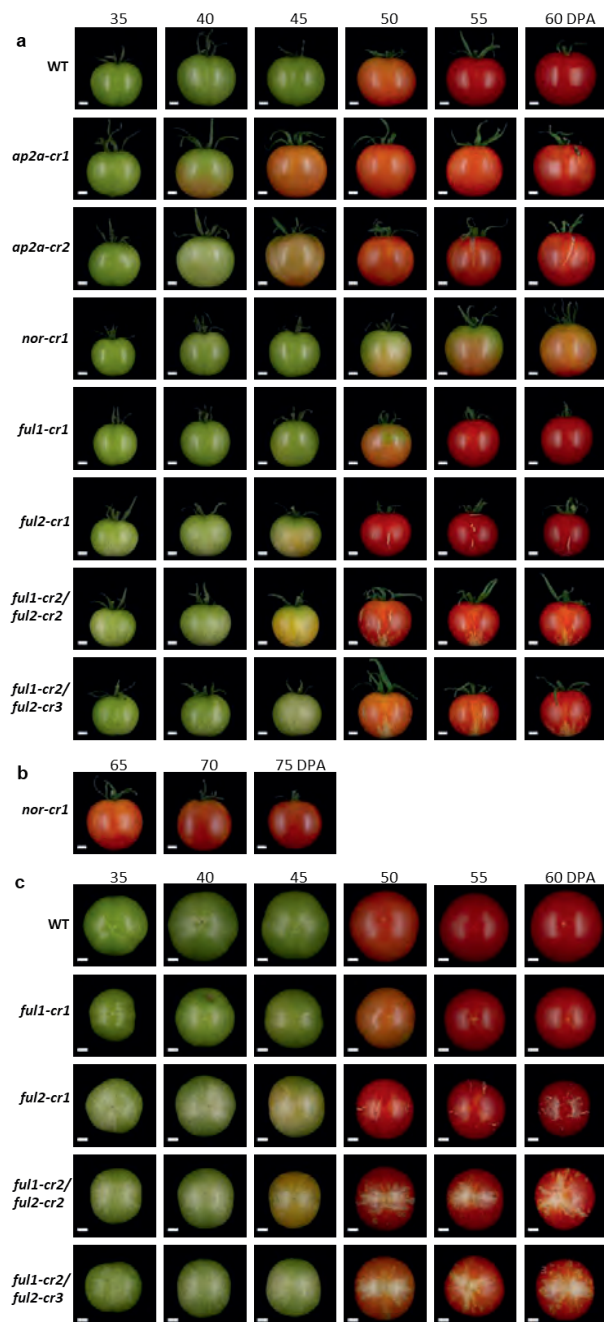 35 40 45 50 55 60 DPA
a
WT
ap2a-cr1
ap2a-cr2
nor-cr1
ful1-cr1
ful2-cr1
ful1-cr2/
ful2-cr2
ful1-cr2/
ful2-cr3
b
65 70 75 DPA
nor-cr1
c
35 40 45 50 55 60 DPA
WT
ful1-cr1
ful2-cr1
ful1-cr2/
ful2-cr2
ful1-cr2/
ful2-cr3